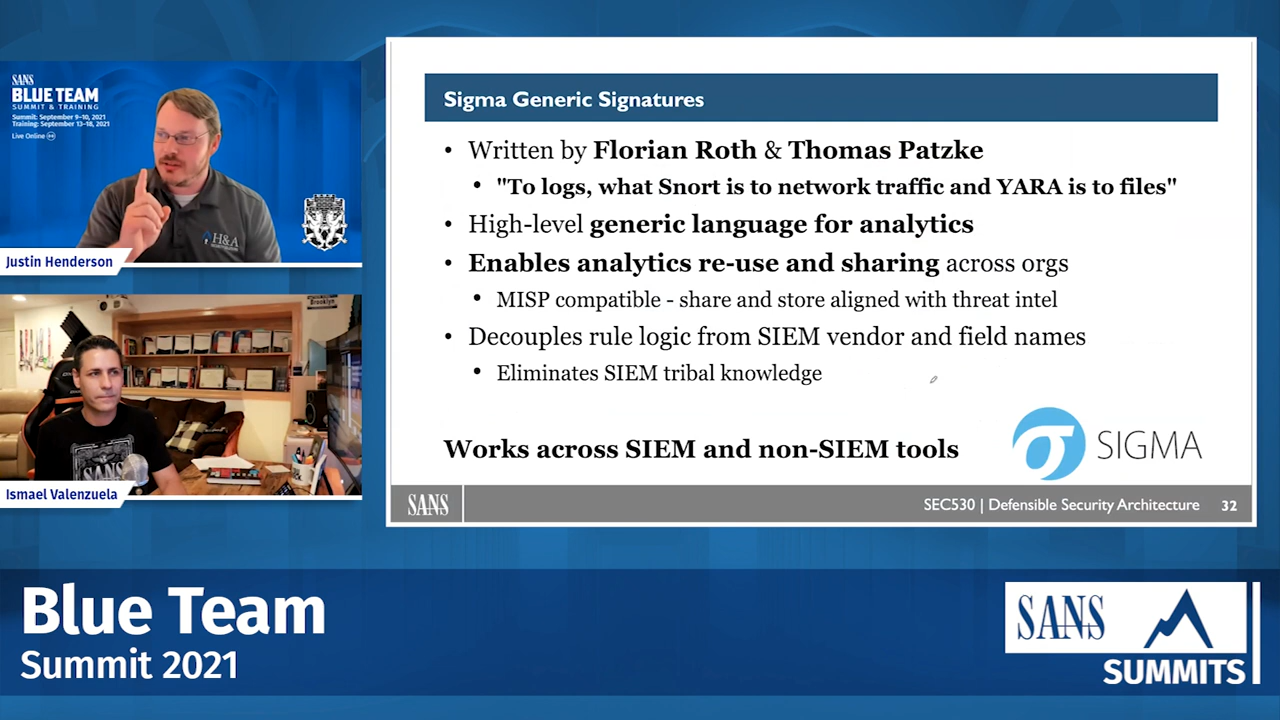 SANS
BLUE TEAM
SUMMIT & TRAINING
Summit: September 9–10, 2021
Training: September 13–18, 2021
Live Online
H&A
Justin Henderson
Brooklyn
SANS
Ismael Valenzuela
Sigma Generic Signatures
• Written by Florian Roth & Thomas Patzke
• "To logs, what Snort is to network traffic and YARA is to files"
• High-level generic language for analytics
• Enables analytics re-use and sharing across orgs
• MISP compatible - share and store aligned with threat intel
• Decouples rule logic from SIEM vendor and field names
• Eliminates SIEM tribal knowledge
Works across SIEM and non-SIEM tools
σ SIGMA
SANS
SEC530 | Defensible Security Architecture 32
Blue Team
Summit 2021
SANS
SUMMITS